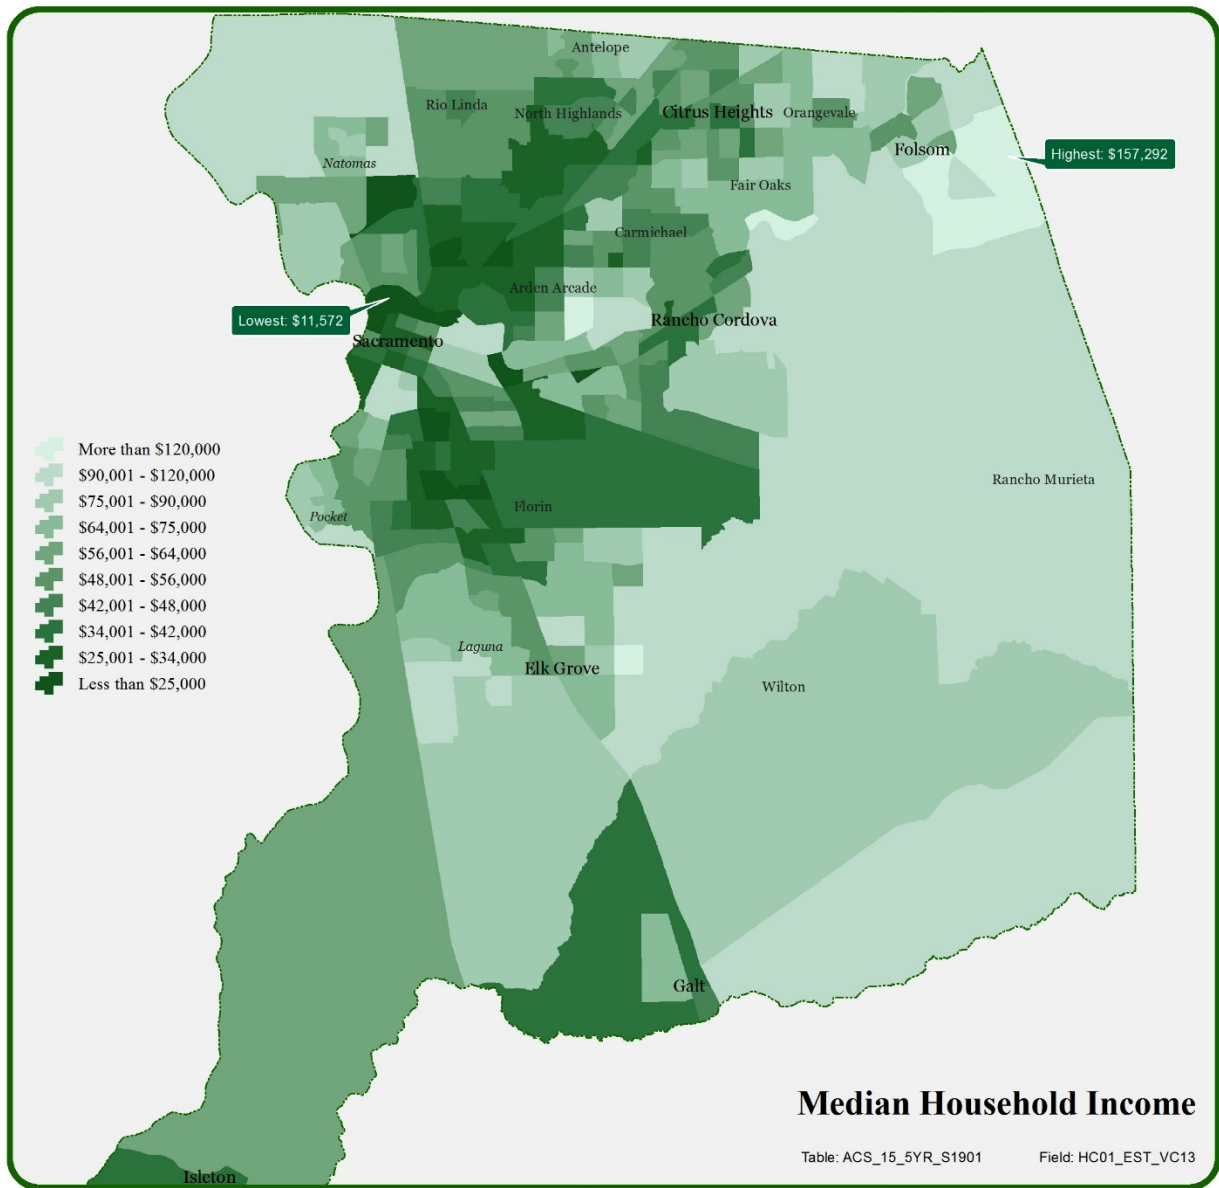 Antelope
Rio Linda
North Highlands
Citrus Heights
Orangevale
Natomas
Folsom
Highest: $157,292
Fair Oaks
Carmichael
Arden Arcade
Lowest: $11,572
Rancho Cordova
Sacramento
More than $120,000
$90,001 - $120,000
$75,001 - $90,000
$64,001 - $75,000
$56,001 - $64,000
$48,001 - $56,000
$42,001 - $48,000
$34,001 - $42,000
$25,001 - $34,000
Less than $25,000
Rancho Murieta
Pocket
Florin
Laguna
Elk Grove
Wilton
Galt
Median Household Income
Table: ACS_15_5YR_S1901 Field: HC01_EST_VC13
Isleton